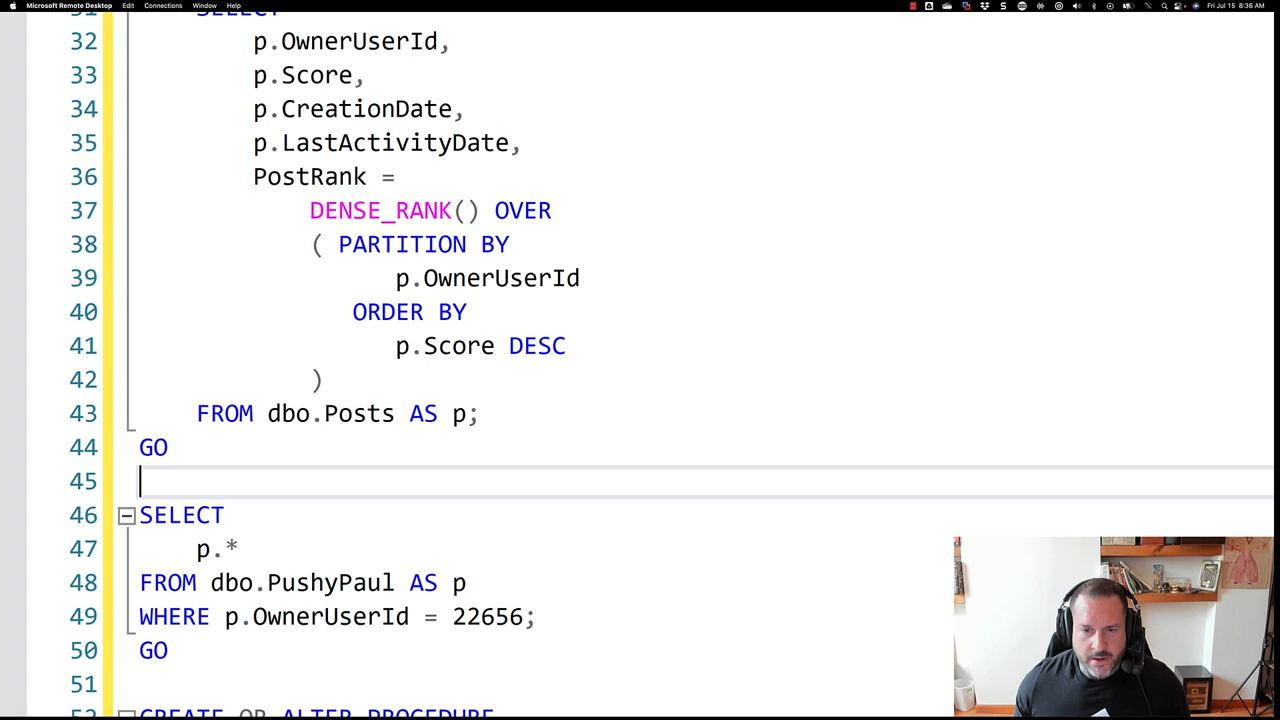 Microsoft Remote Desktop Edit Connections Window Help
Fri Jul 15 8:36 AM
31 SELECT
32 p.OwnerUserId,
33 p.Score,
34 p.CreationDate,
35 p.LastActivityDate,
36 PostRank =
37 DENSE_RANK() OVER
38 ( PARTITION BY
39 p.OwnerUserId
40 ORDER BY
41 p.Score DESC
42 )
43 FROM dbo.Posts AS p;
44 GO
45
46 SELECT
47 p.*
48 FROM dbo.PushyPaul AS p
49 WHERE p.OwnerUserId = 22656;
50 GO
51
52 CREATE OR ALTER PROCEDURE